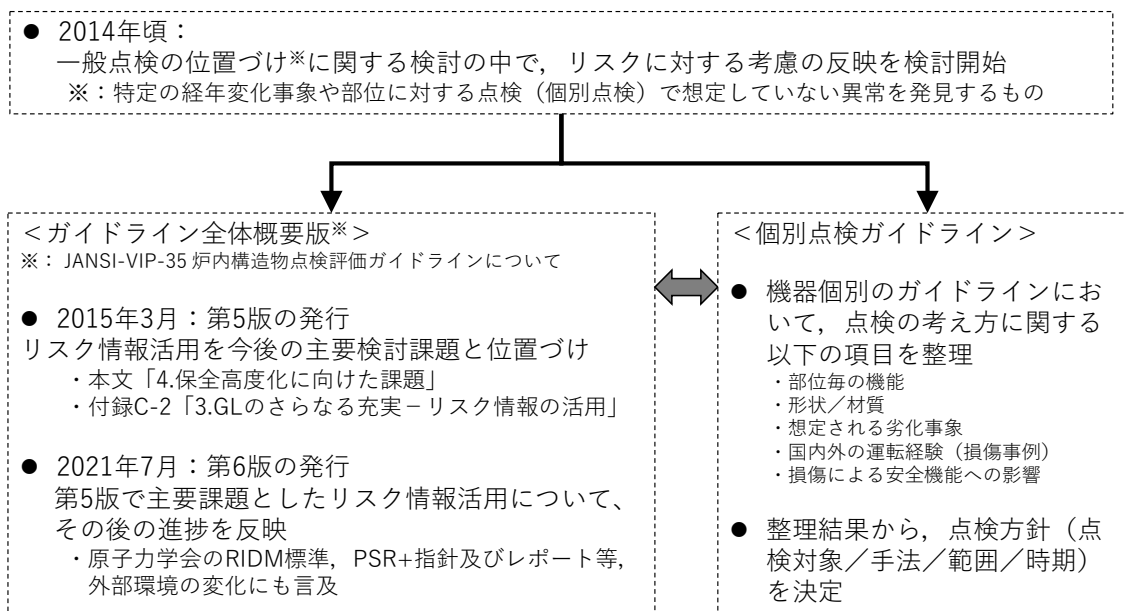 ● 2014年頃：
一般点検の位置づけ※に関する検討の中で，リスクに対する考慮の反映を検討開始
※：特定の経年変化事象や部位に対する点検（個別点検）で想定していない異常を発見するもの
＜ガイドライン全体概要版※＞
※： JANSI-VIP-35 炉内構造物点検評価ガイドラインについて
● 2015年3月：第5版の発行
リスク情報活用を今後の主要検討課題と位置づけ
・本文「4.保全高度化に向けた課題」
・付録C-2「3.GLのさらなる充実－リスク情報の活用」
● 2021年7月：第6版の発行
第5版で主要課題としたリスク情報活用について、
その後の進捗を反映
・原子力学会のRIDM標準，PSR+指針及びレポート等，
外部環境の変化にも言及
＜個別点検ガイドライン＞
● 機器個別のガイドラインにお
いて，点検の考え方に関する
以下の項目を整理
・部位毎の機能
・形状／材質
・想定される劣化事象
・国内外の運転経験（損傷事例）
・損傷による安全機能への影響
● 整理結果から，点検方針（点
検対象／手法／範囲／時期）
を決定